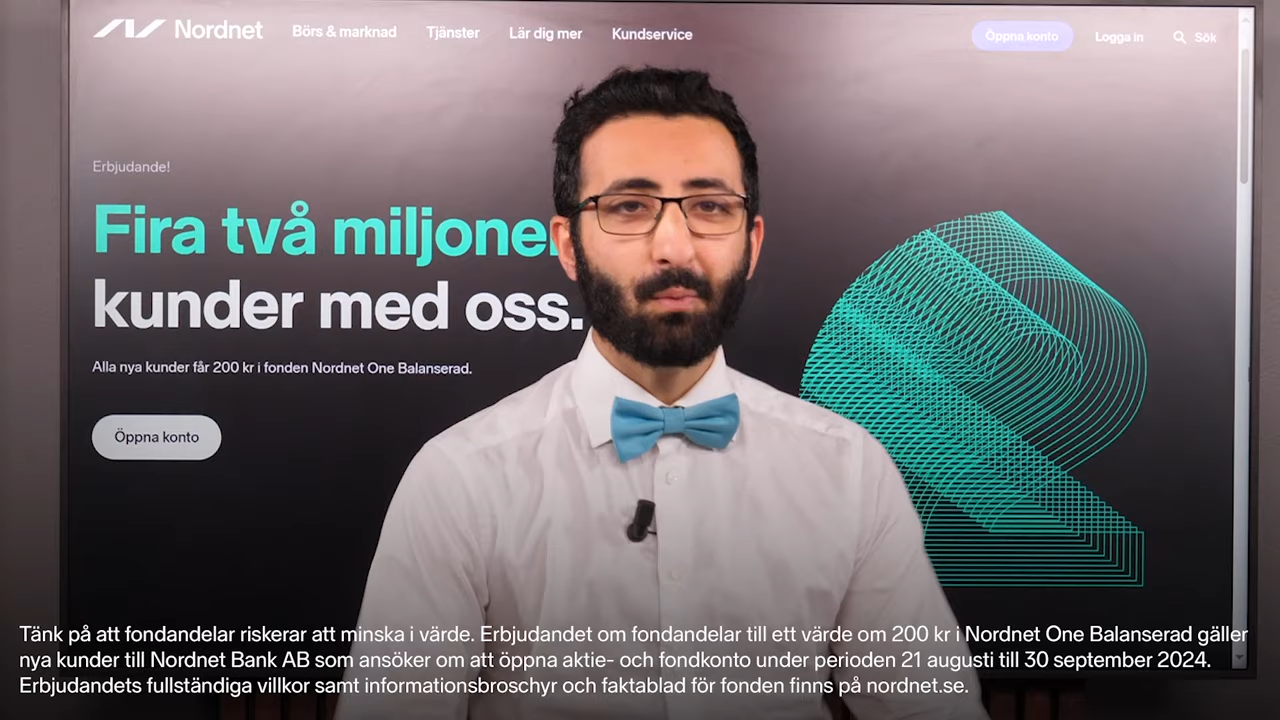 Nordnet
Börs & marknad
Tjänster
Lär dig mer
Kundservice
Öppna konto
Logga in
Sök
Erbjudande!
Fira två miljone
kunder med oss.
Alla nya kunder får 200 kr i fonden Nordnet One Balanserad.
Öppna konto
Tänk på att fondandelar riskerar att minska i värde. Erbjudandet om fondandelar till ett värde om 200 kr i Nordnet One Balanserad gäller
nya kunder till Nordnet Bank AB som ansöker om att öppna aktie- och fondkonto under perioden 21 augusti till 30 september 2024.
Erbjudandets fullständiga villkor samt informationsbroschyr och faktablad för fonden finns på nordnet.se.